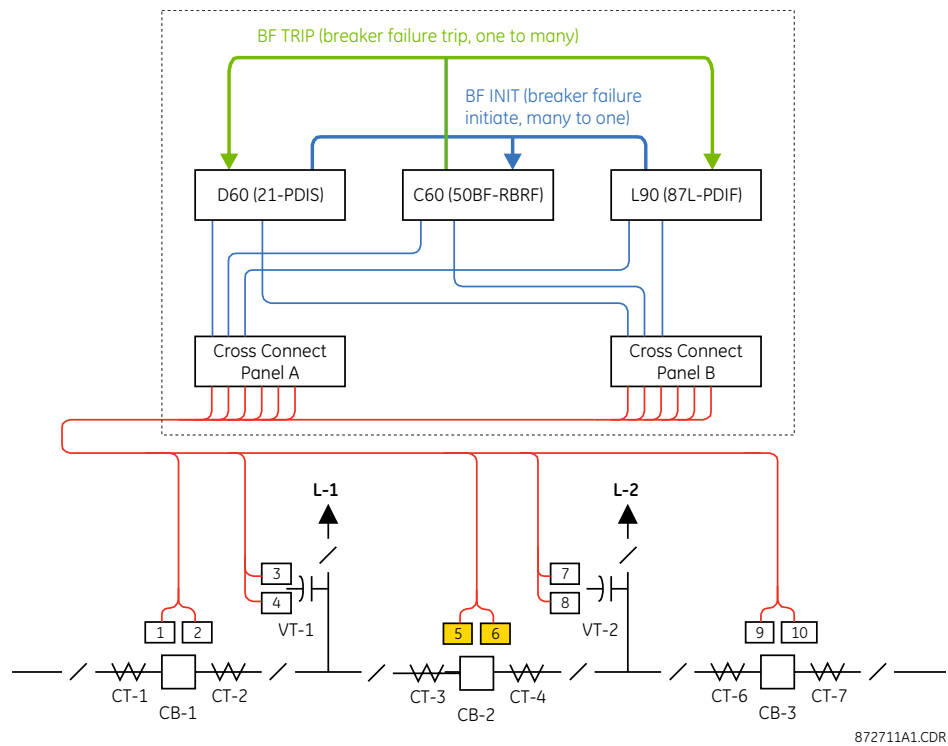 BF TRIP (breaker failure trip, one to many)
BF INIT (breaker failure
initiate, many to one)
D60 (21-PDIS)
C60 (50BF-RBRF)
L90 (87L-PDIF)
Cross Connect
Panel A
Cross Connect
Panel B
L-1
L-2
3
4
VT-1
7
8
VT-2
1
2
5
6
9
10
CT-1
CB-1
CT-2
CT-3
CB-2
CT-4
CT-6
CB-3
CT-7
872711A1.CDR